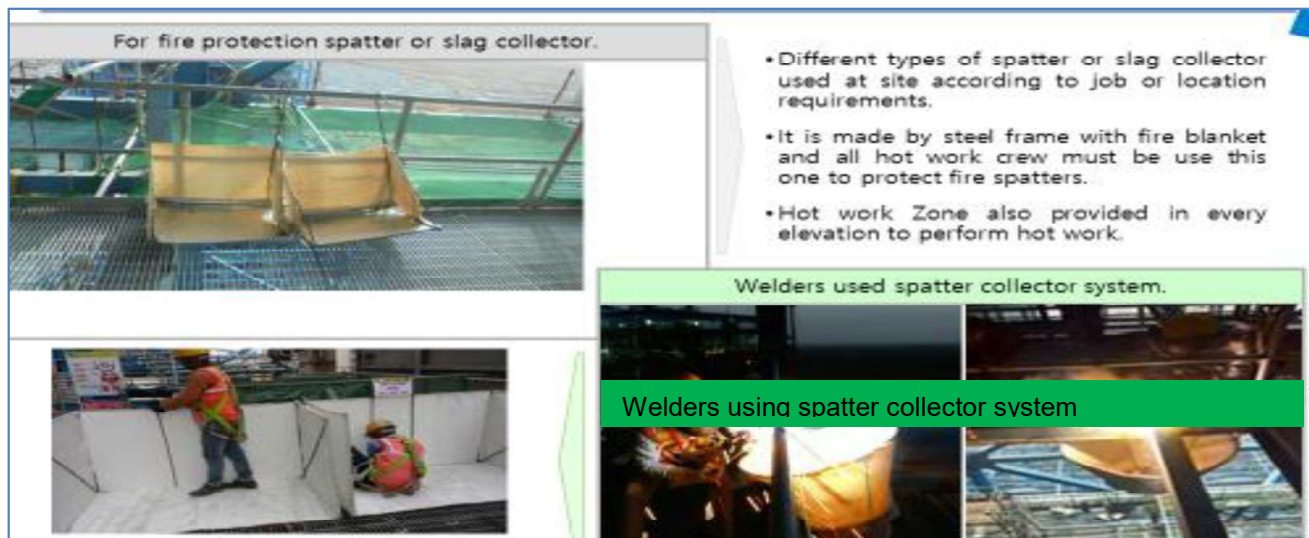 For fire protection spatter or slag collector.
• Different types of spatter or slag collector
used at site according to job or location
requirements.
• It is made by steel frame with fire blanket
and all hot work crew must be use this
one to protect fire spatters.
• Hot work Zone also provided in every
elevation to perform hot work.
Welders used spatter collector system.
Welders using spatter collector system